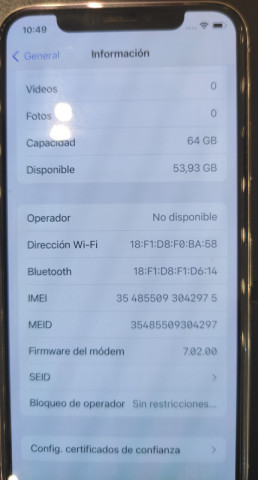 10:49
General
Información
Videos 0
Fotos 0
Capacidad 64 GB
Disponible 53,93 GB
Operador No disponible
Dirección Wi-Fi 18:F1:D8:F0:BA:58
Bluetooth 18:F1:D8:F1:D6:14
IMEI 35 485509 304297 5
MEID 35485509304297
Firmware del módem 7.02.00
SEID
Bloqueo de operador Sin restricciones...
Config. certificados de confianza